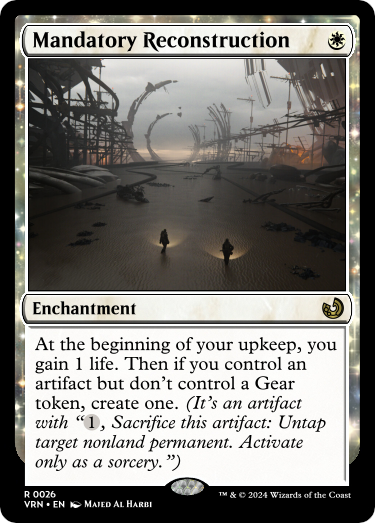 Mandatory Reconstruction
Enchantment
At the beginning of your upkeep, you
gain 1 life. Then if you control an
artifact but don't control a Gear
token, create one. (It's an artifact
with “1, Sacrifice this artifact: Untap
target nonland permanent. Activate
only as a sorcery.”)
R 0026
VRN • EN Majed Al Harbi
™ & © 2024 Wizards of the Coast